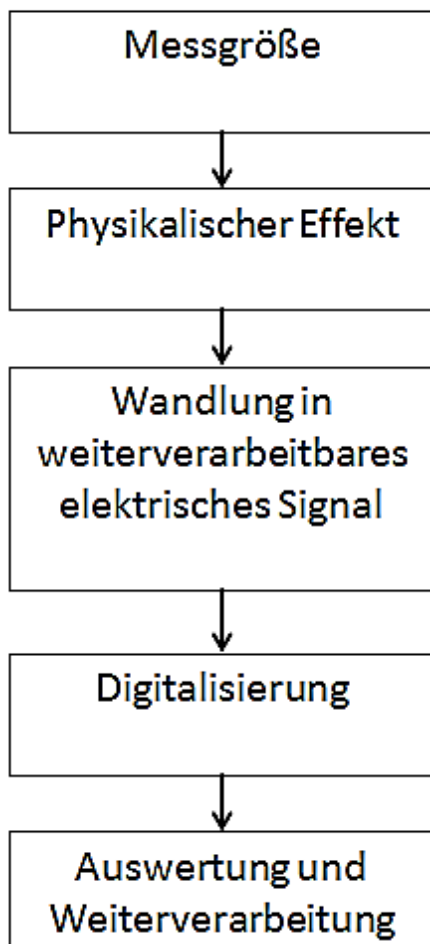 Messgröße
Physikalischer Effekt
Wandlung in
weiterverarbeitbares
elektrisches Signal
Digitalisierung
Auswertung und
Weiterverarbeitung